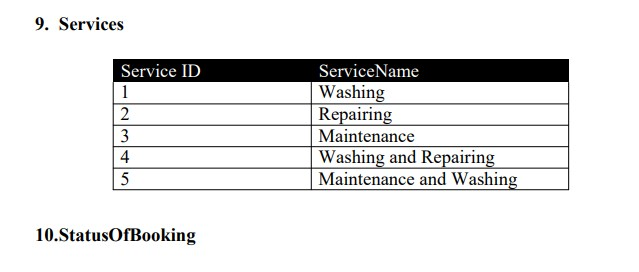 9. Services
Service ID ServiceName
1 Washing
2 Repairing
3 Maintenance
4 Washing and Repairing
5 Maintenance and Washing
10.StatusOfBooking